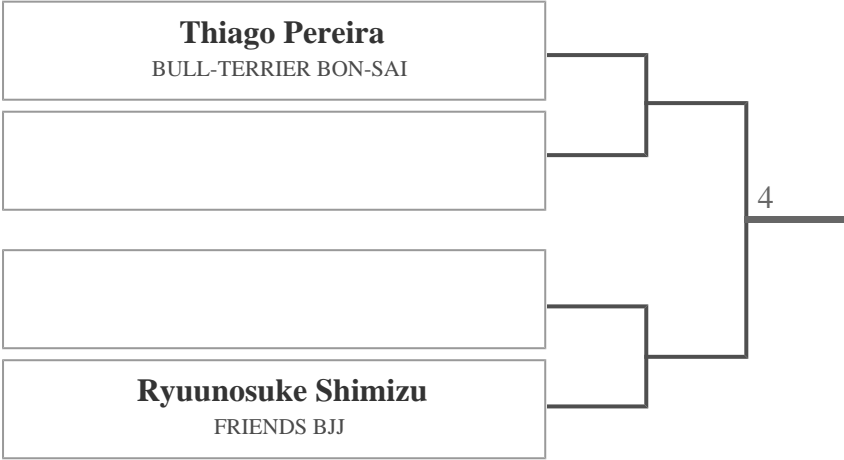 Thiago Pereira
BULL-TERRIER BON-SAI
4
Ryuunosuke Shimizu
FRIENDS BJJ